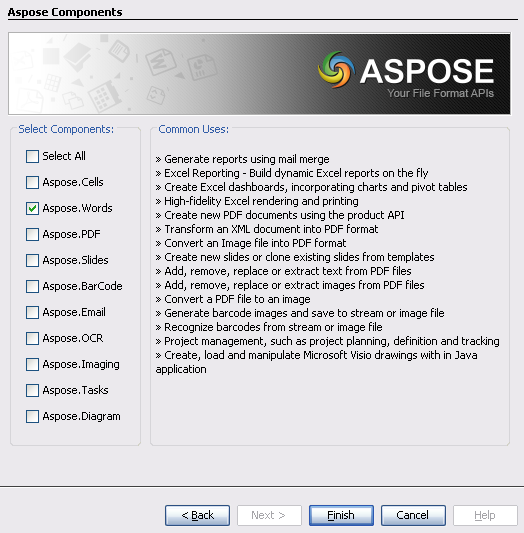 Aspose Components
ASPOSE
Your File Format APIs
Select Components:
Select All
Aspose.Cells
Aspose.Words
Aspose.PDF
Aspose.Slides
Aspose.BarCode
Aspose.Email
Aspose.OCR
Aspose.Imaging
Aspose.Tasks
Aspose.Diagram
Common Uses:
» Generate reports using mail merge
» Excel Reporting - Build dynamic Excel reports on the fly
» Create Excel dashboards, incorporating charts and pivot tables
» High-fidelity Excel rendering and printing
» Create new PDF documents using the product API
» Transform an XML document into PDF format
» Convert an Image file into PDF format
» Create new slides or clone existing slides from templates
» Add, remove, replace or extract text from PDF files
» Add, remove, replace or extract images from PDF files
» Convert a PDF file to an image
» Generate barcode images and save to stream or image file
» Recognize barcodes from stream or image file
» Project management, such as project planning, definition and tracking
» Create, load and manipulate Microsoft Visio drawings with in Java
application
< Back
Next >
Finish
Cancel
Help